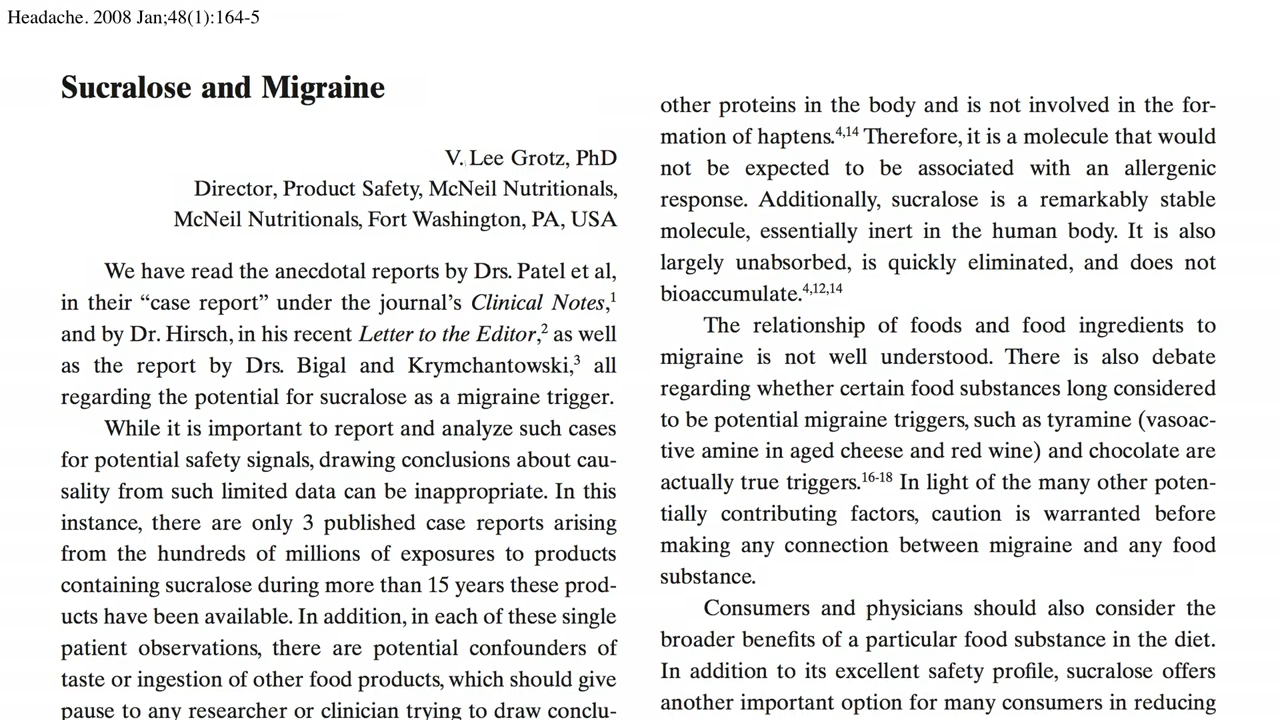 Headache. 2008 Jan;48(1):164-5
Sucralose and Migraine
V. Lee Grotz, PhD
Director, Product Safety, McNeil Nutritionals,
McNeil Nutritionals, Fort Washington, PA, USA
We have read the anecdotal reports by Drs. Patel et al,
in their “case report” under the journal’s Clinical Notes,1
and by Dr. Hirsch, in his recent Letter to the Editor,2 as well
as the report by Drs. Bigal and Krymchantowski,3 all
regarding the potential for sucralose as a migraine trigger.
While it is important to report and analyze such cases
for potential safety signals, drawing conclusions about cau-
sality from such limited data can be inappropriate. In this
instance, there are only 3 published case reports arising
from the hundreds of millions of exposures to products
containing sucralose during more than 15 years these prod-
ucts have been available. In addition, in each of these single
patient observations, there are potential confounders of
taste or ingestion of other food products, which should give
pause to any researcher or clinician trying to draw conclu-
other proteins in the body and is not involved in the for-
mation of haptens.4,14 Therefore, it is a molecule that would
not be expected to be associated with an allergenic
response. Additionally, sucralose is a remarkably stable
molecule, essentially inert in the human body. It is also
largely unabsorbed, is quickly eliminated, and does not
bioaccumulate.4,12,14
The relationship of foods and food ingredients to
migraine is not well understood. There is also debate
regarding whether certain food substances long considered
to be potential migraine triggers, such as tyramine (vasoac-
tive amine in aged cheese and red wine) and chocolate are
actually true triggers.16-18 In light of the many other poten-
tially contributing factors, caution is warranted before
making any connection between migraine and any food
substance.
Consumers and physicians should also consider the
broader benefits of a particular food substance in the diet.
In addition to its excellent safety profile, sucralose offers
another important option for many consumers in reducing